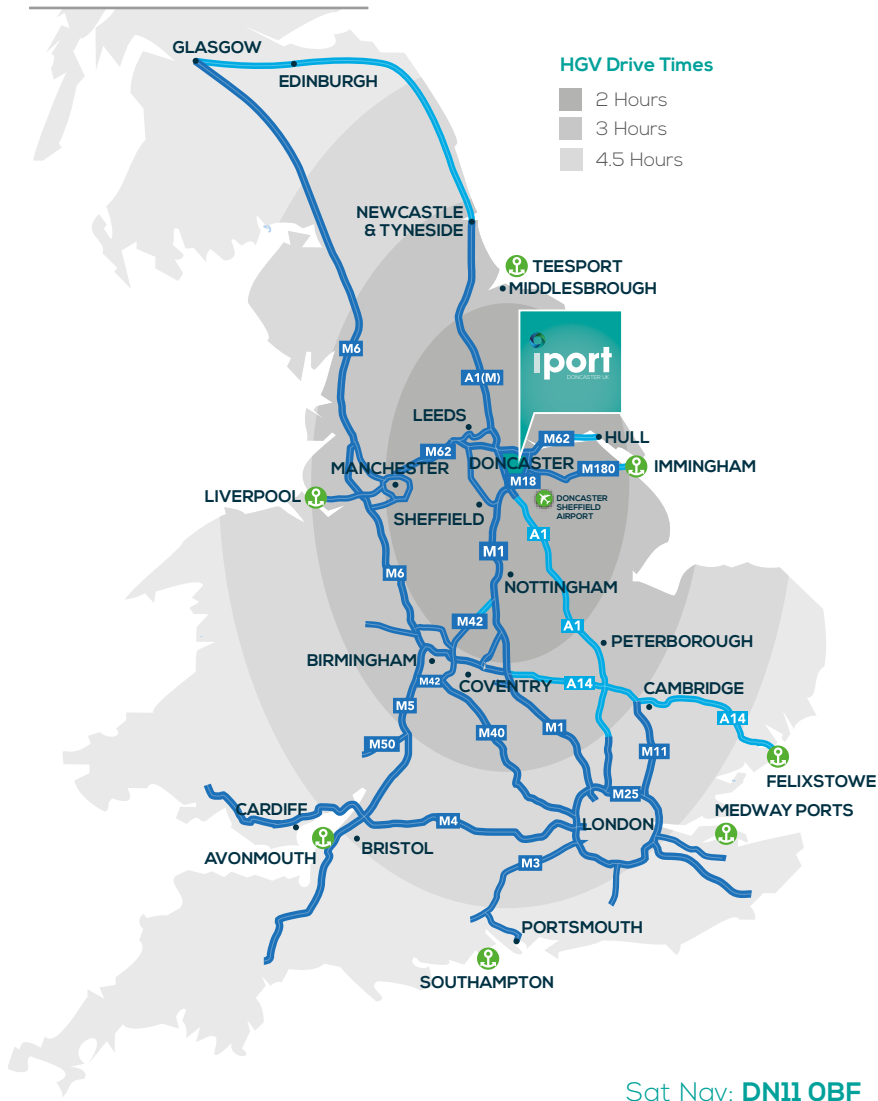 GLASGOW
EDINBURGH
HGV Drive Times
2 Hours
3 Hours
4.5 Hours
NEWCASTLE
& TYNESIDE
TEESPORT
MIDDLESBROUGH
iport
DONCASTER UK
M6
A1(M)
LEEDS
M62
HULL
M62
MANCHESTER
DONCASTER
M180
IMMINGHAM
M18
LIVERPOOL
DONCASTER
SHEFFIELD
AIRPORT
SHEFFIELD
A1
M1
M6
NOTTINGHAM
M42
A1
PETERBOROUGH
BIRMINGHAM
M42
COVENTRY
A14
CAMBRIDGE
M5
A14
M40
M1
M50
M11
FELIXSTOWE
M25
CARDIFF
MEDWAY PORTS
M4
LONDON
AVONMOUTH
BRISTOL
M3
PORTSMOUTH
SOUTHAMPTON
Sat Nav: DN11 0BF